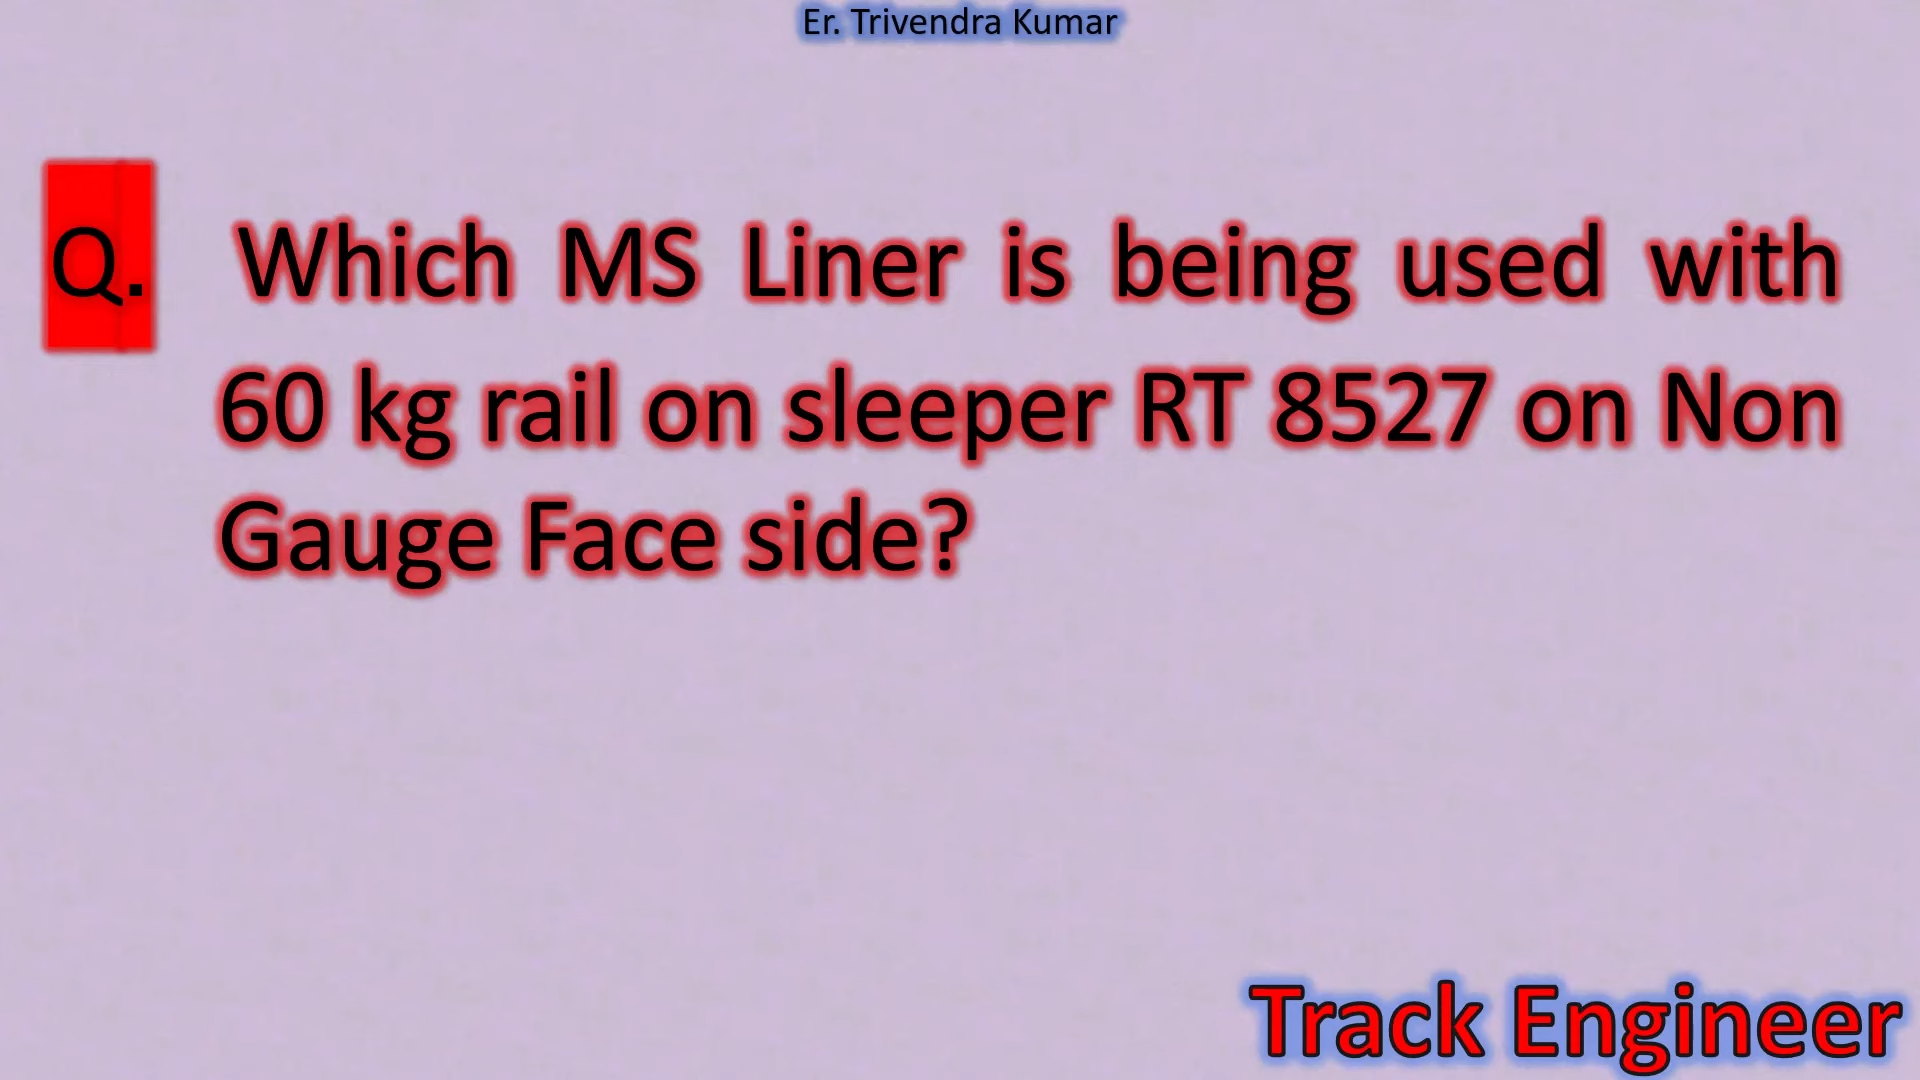 Er. Trivendra Kumar
Q. Which MS Liner is being used with
60 kg rail on sleeper RT 8527 on Non
Gauge Face side?
Track Engineer